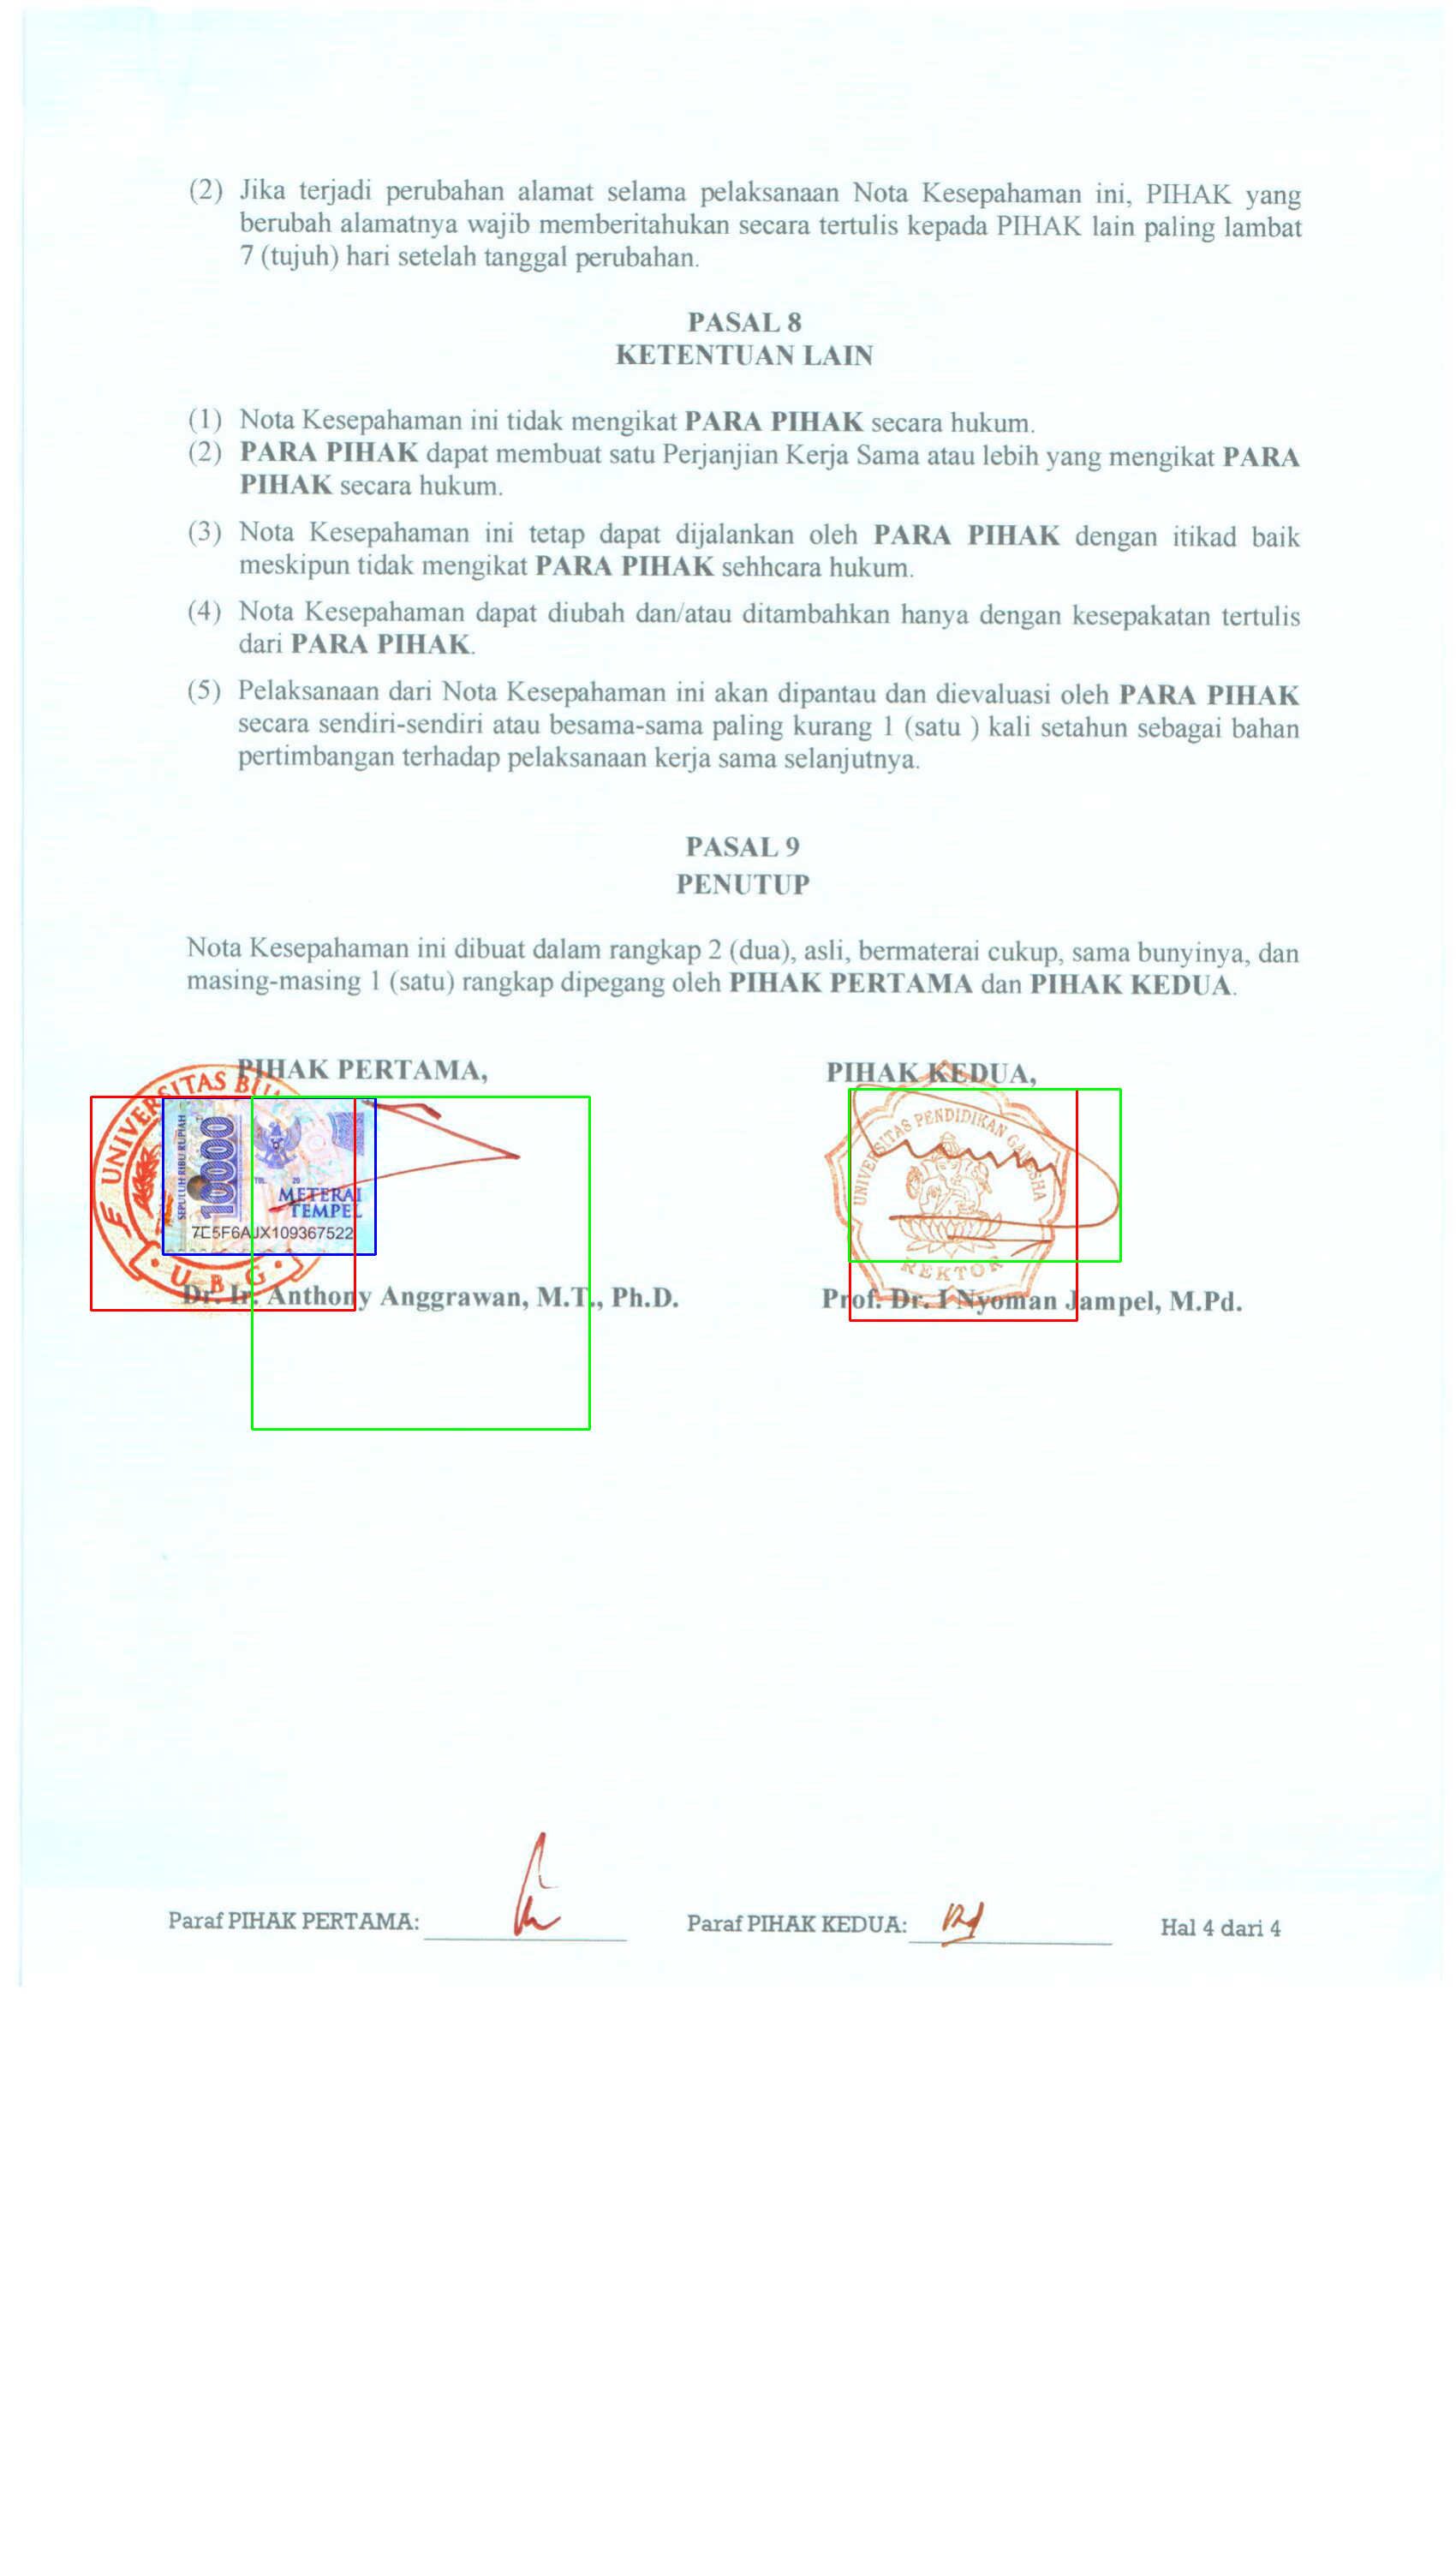 (2) Jika terjadi perubahan alamat selama pelaksanaan Nota Kesepahaman ini, PIHAK yang
berubah alamatnya wajib memberitahukan secara tertulis kepada PIHAK lain paling lambat
7 (tujuh) hari setelah tanggal perubahan.
PASAL 8
KETENTUAN LAIN
(1) Nota Kesepahaman ini tidak mengikat PARA PIHAK secara hukum.
(2) PARA PIHAK dapat membuat satu Perjanjian Kerja Sama atau lebih yang mengikat PARA
PIHAK secara hukum.
(3) Nota Kesepahaman ini tetap dapat dijalankan oleh PARA PIHAK dengan itikad baik
meskipun tidak mengikat PARA PIHAK sehhcara hukum.
(4) Nota Kesepahaman dapat diubah dan/atau ditambahkan hanya dengan kesepakatan tertulis
dari PARA PIHAK.
(5) Pelaksanaan dari Nota Kesepahaman ini akan dipantau dan dievaluasi oleh PARA PIHAK
secara sendiri-sendiri atau besama-sama paling kurang 1 (satu ) kali setahun sebagai bahan
pertimbangan terhadap pelaksanaan kerja sama selanjutnya.
PASAL 9
PENUTUP
Nota Kesepahaman ini dibuat dalam rangkap 2 (dua), asli, bermaterai cukup, sama bunyinya, dan
masing-masing 1 (satu) rangkap dipegang oleh PIHAK PERTAMA dan PIHAK KEDUA.
PIHAK PERTAMA,
UNIVERSITAS
SEPULUH RIBU RUPIAH
10000
TGL. 20
METERAI
TEMPEL
7E5F6AJX109367522
U B G
Dr. Ir. Anthony Anggrawan, M.T., Ph.D.
PIHAK KEDUA,
UNIVERSITAS PENDIDIKAN GANESHA
REKTOR
Prof. Dr. I Nyoman Jampel, M.Pd.
Paraf PIHAK PERTAMA:
Paraf PIHAK KEDUA:
Hal 4 dari 4